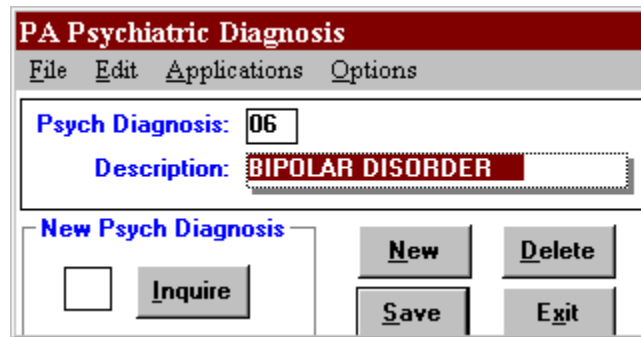 PA Psychiatric Diagnosis
File Edit Applications Options
Psych Diagnosis: 06
Description: BIPOLAR DISORDER
New Psych Diagnosis
New Delete
Inquire
Save Exit